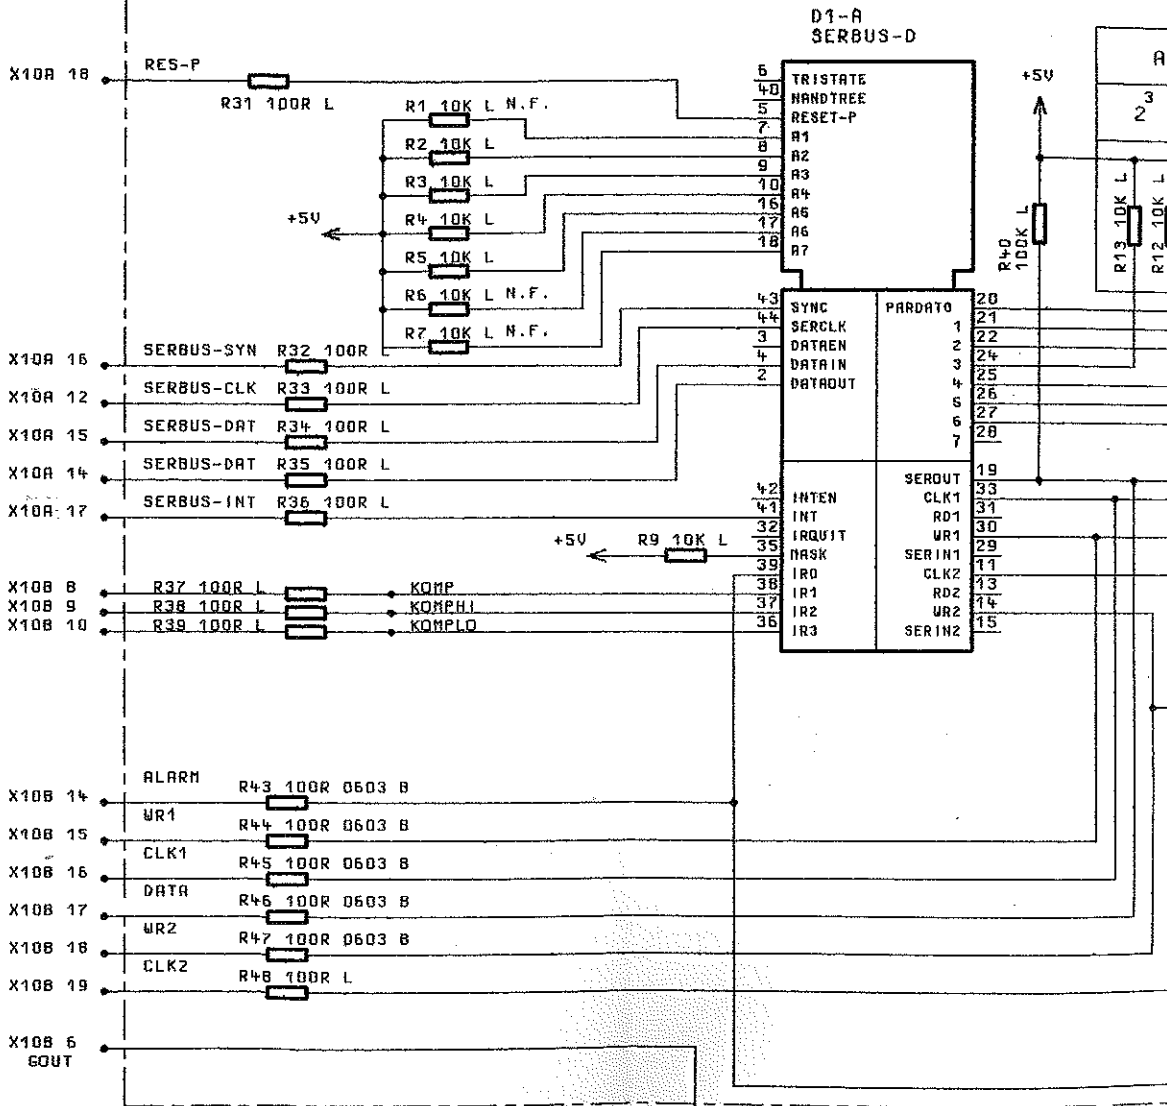 D1-A
SERBUS-D
X10A 18
RES-P
R31 100R L
R1 10K L N.F.
R2 10K L
R3 10K L
R4 10K L
R5 10K L
R6 10K L N.F.
R7 10K L N.F.
+5V
6 TRISTATE
40 NANDTREE
5 RESET-P
7 A1
8 A2
9 A3
10 A4
16 A5
17 A6
18 A7
+5V
R40
100K L
A
2 3
R13 10K L
R12 10K L
43 SYNC
44 SERCLK
3 DATAEN
4 DATAIN
2 DATAOUT
PARDATO 20
1 21
2 22
3 24
4 25
5 26
6 27
7 28
X10A 16
SERBUS-SYN R32 100R L
X10A 12
SERBUS-CLK R33 100R L
X10A 15
SERBUS-DAT R34 100R L
X10A 14
SERBUS-DAT R35 100R L
X10A 17
SERBUS-INT R36 100R L
42 INTEN
41 INT
32 IRQUIT
35 MASK
39 IR0
38 IR1
37 IR2
36 IR3
SEROUT 19
CLK1 33
RD1 31
WR1 30
SERIN1 29
CLK2 11
RD2 13
WR2 14
SERIN2 15
+5V
R9 10K L
X10B 8
R37 100R L
KOMP
X10B 9
R38 100R L
KOMPHI
X10B 10
R39 100R L
KOMPLO
X10B 14
ALARM
R43 100R 0603 B
X10B 15
WR1
R44 100R 0603 B
X10B 16
CLK1
R45 100R 0603 B
X10B 17
DATA
R46 100R 0603 B
X10B 18
WR2
R47 100R 0603 B
X10B 19
CLK2
R48 100R L
X10B 6
GOUT